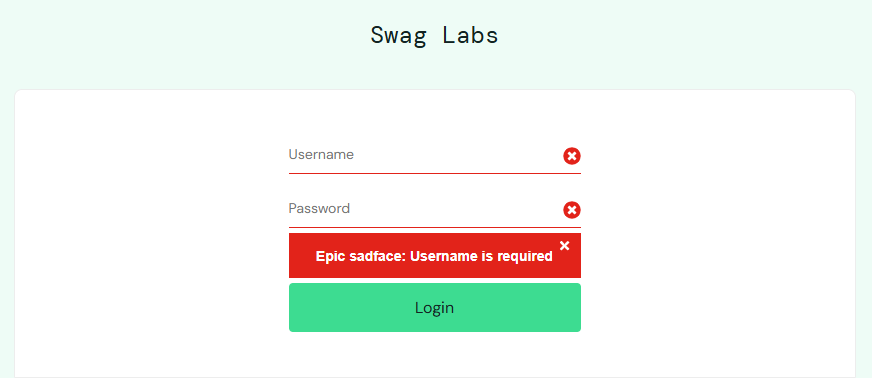 Swag Labs
Username
Password
Epic sadface: Username is required
Login